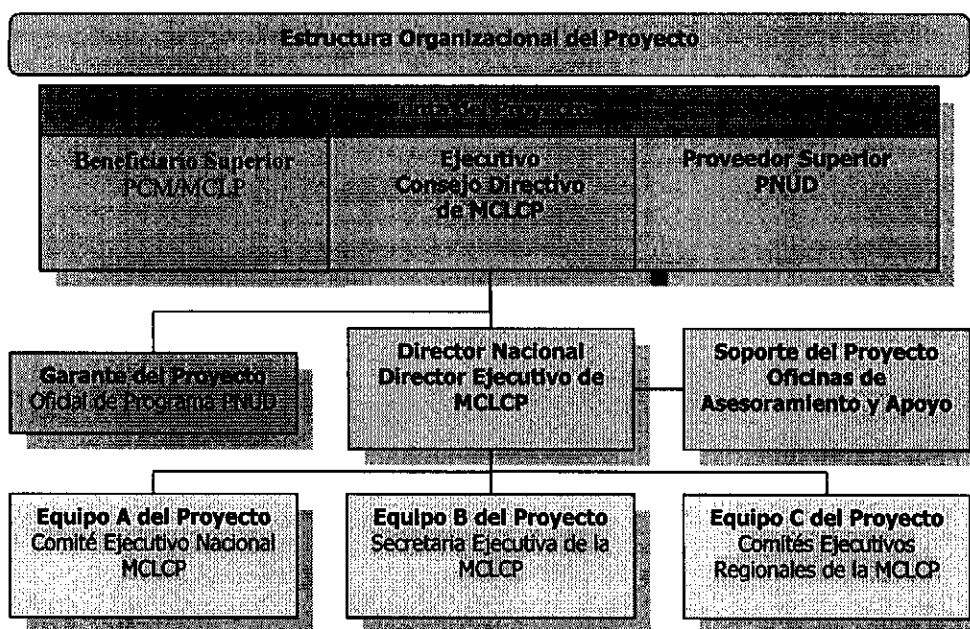 Estructura Organizacional del Proyecto
Junta del Proyecto
Beneficiario Superior
PCM/MCLP
Ejecutivo
Consejo Directivo
de MCLCP
Proveedor Superior
PNUD
Garante del Proyecto
Oficial de Programa PNUD
Director Nacional
Director Ejecutivo de
MCLCP
Soporte del Proyecto
Oficinas de
Asesoramiento y Apoyo
Equipo A del Proyecto
Comité Ejecutivo Nacional
MCLCP
Equipo B del Proyecto
Secretaria Ejecutiva de la
MCLCP
Equipo C del Proyecto
Comités Ejecutivos
Regionales de la MCLCP